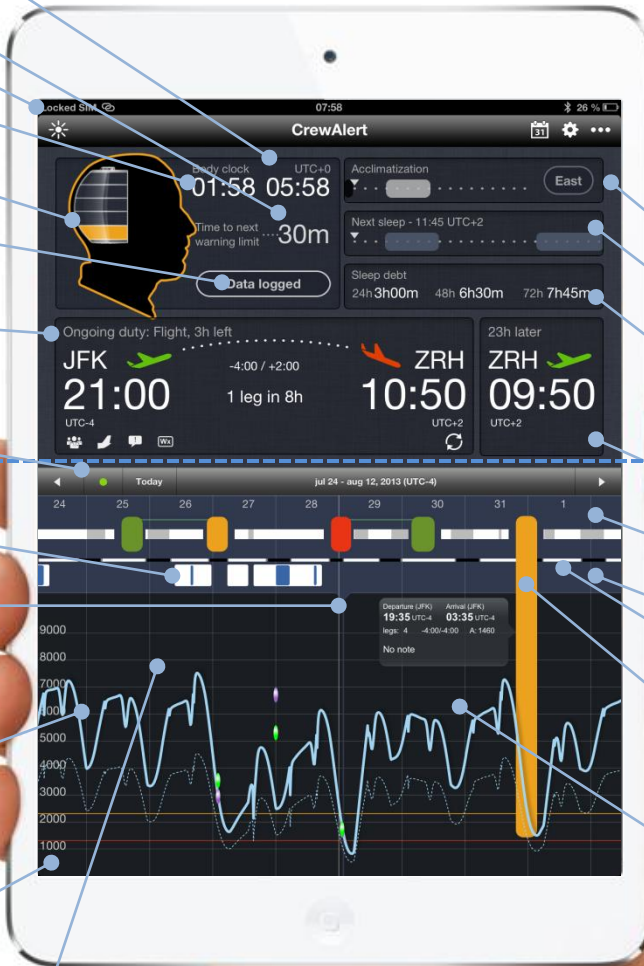 Locked SIM 07:58 26 %
CrewAlert 31
Body clock UTC+0
01:58 05:58
Time to next
warning limit 30m
Data logged
Acclimatization
East
Next sleep - 11:45 UTC+2
Sleep debt
24h 3h00m 48h 6h30m 72h 7h45m
Ongoing duty: Flight, 3h left
JFK ZRH
-4:00 / +2:00
21:00 10:50
1 leg in 8h
UTC-4 UTC+2
Wx
23h later
ZRH
09:50
UTC+2
Today jul 24 - aug 12, 2013 (UTC-4)
24 25 26 27 28 29 30 31 1
Departure (JFK) Arrival (JFK)
19:35 UTC-4 03:35 UTC-4
legs: 4 -4:00/-4:00 A: 1460
No note
9000
8000
7000
6000
5000
4000
3000
2000
1000